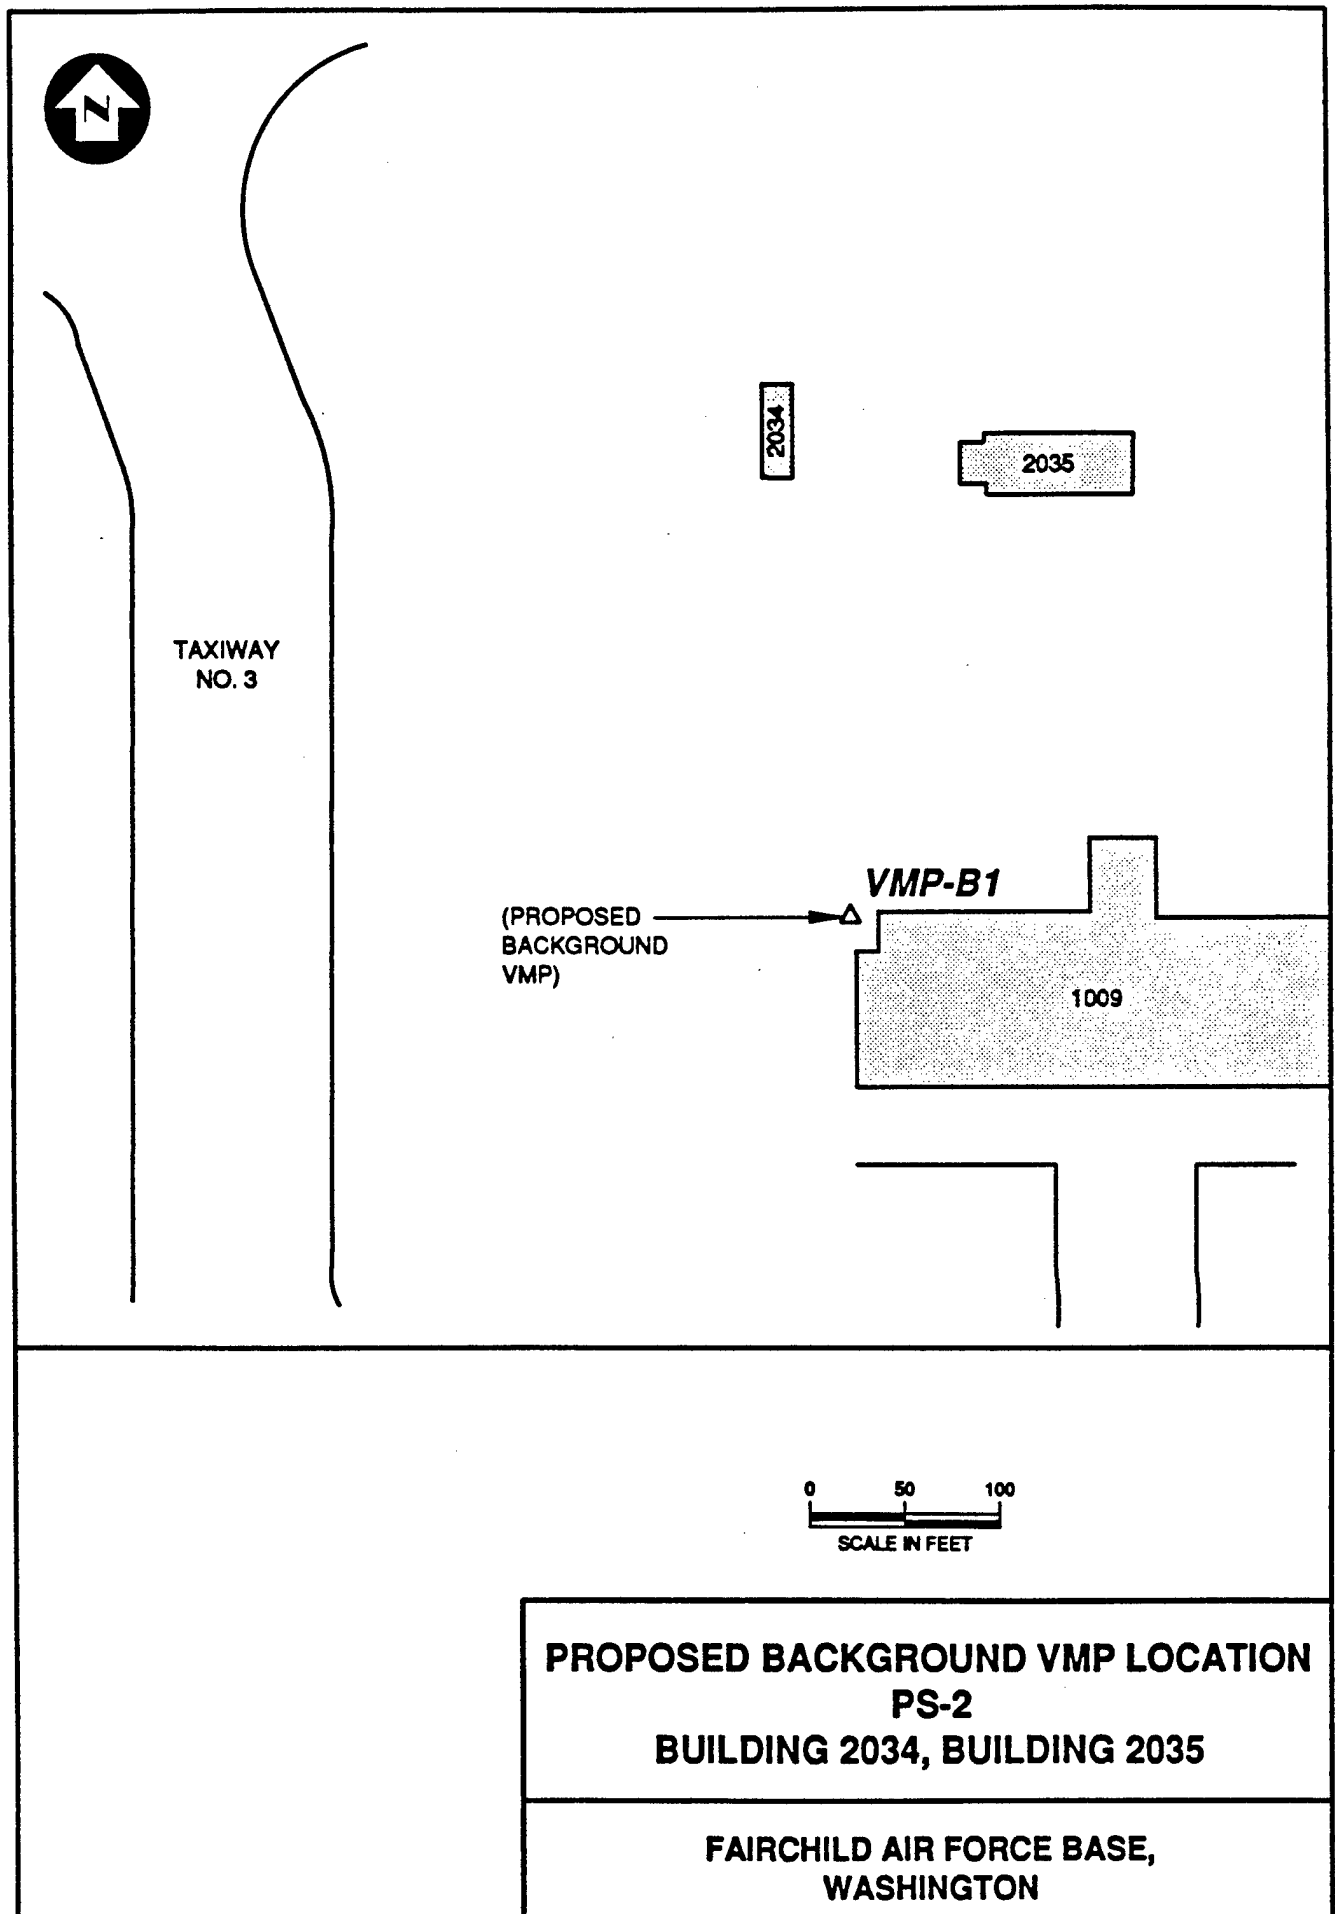 N
2034
2035
TAXIWAY
NO. 3
VMP-B1
(PROPOSED
BACKGROUND
VMP)
1009
0 50 100
SCALE IN FEET
PROPOSED BACKGROUND VMP LOCATION
PS-2
BUILDING 2034, BUILDING 2035
FAIRCHILD AIR FORCE BASE,
WASHINGTON